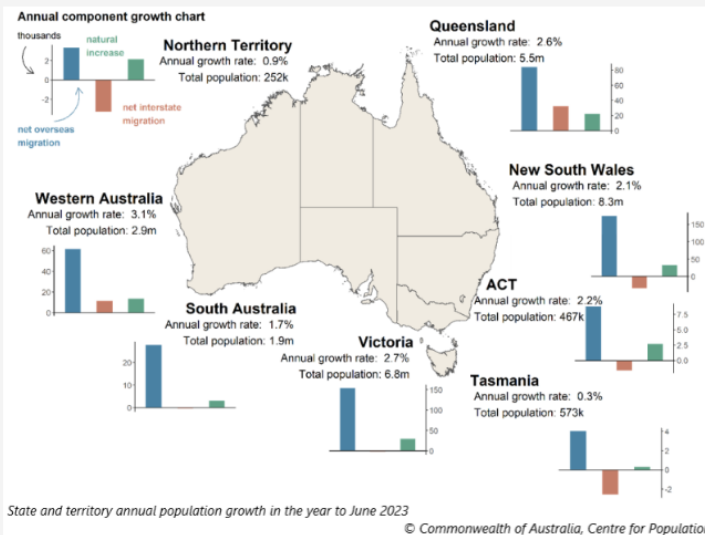 Annual component growth chart
thousands
natural
increase
2
0
-2
net interstate
migration
net overseas
migration
Northern Territory
Annual growth rate: 0.9%
Total population: 252k
Queensland
Annual growth rate: 2.6%
Total population: 5.5m
80
60
40
20
0
New South Wales
Annual growth rate: 2.1%
Total population: 8.3m
150
100
50
0
Western Australia
Annual growth rate: 3.1%
Total population: 2.9m
60
40
20
0
ACT
Annual growth rate: 2.2%
Total population: 467k
7.5
5.0
2.5
0.0
South Australia
Annual growth rate: 1.7%
Total population: 1.9m
20
10
0
Victoria
Annual growth rate: 2.7%
Total population: 6.8m
150
100
50
0
Tasmania
Annual growth rate: 0.3%
Total population: 573k
4
2
0
-2
State and territory annual population growth in the year to June 2023
© Commonwealth of Australia, Centre for Population